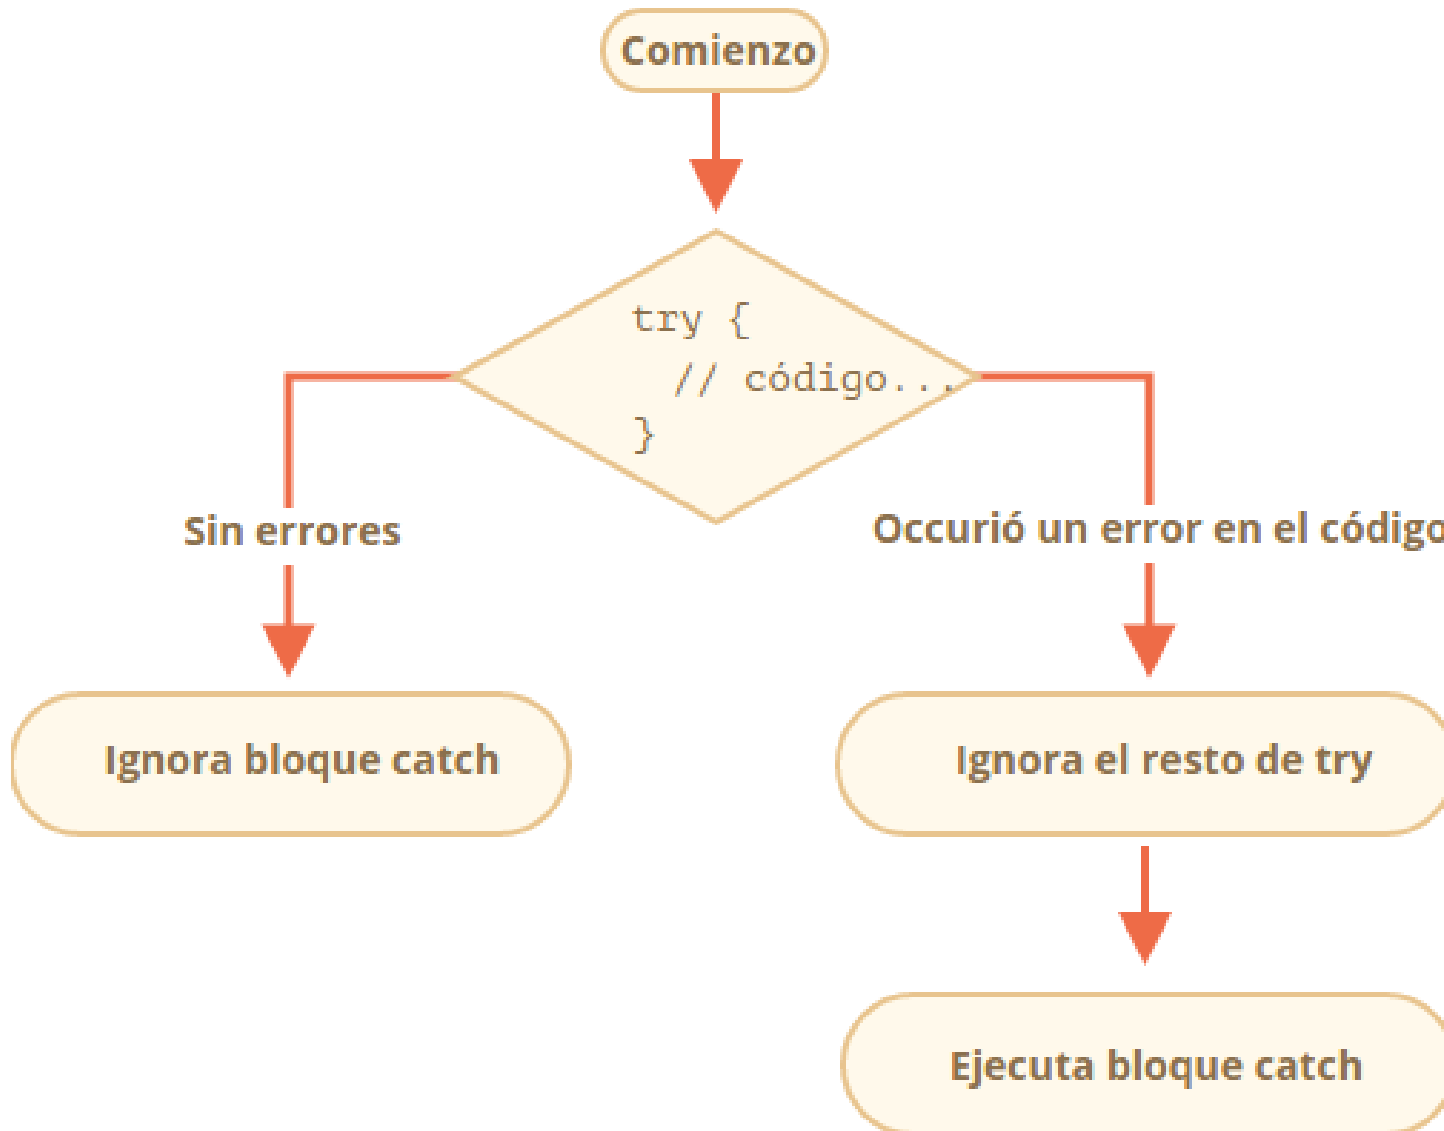 Comienzo
try {
// código...
}
Sin errores
Occurió un error en el código
Ignora bloque catch
Ignora el resto de try
Ejecuta bloque catch